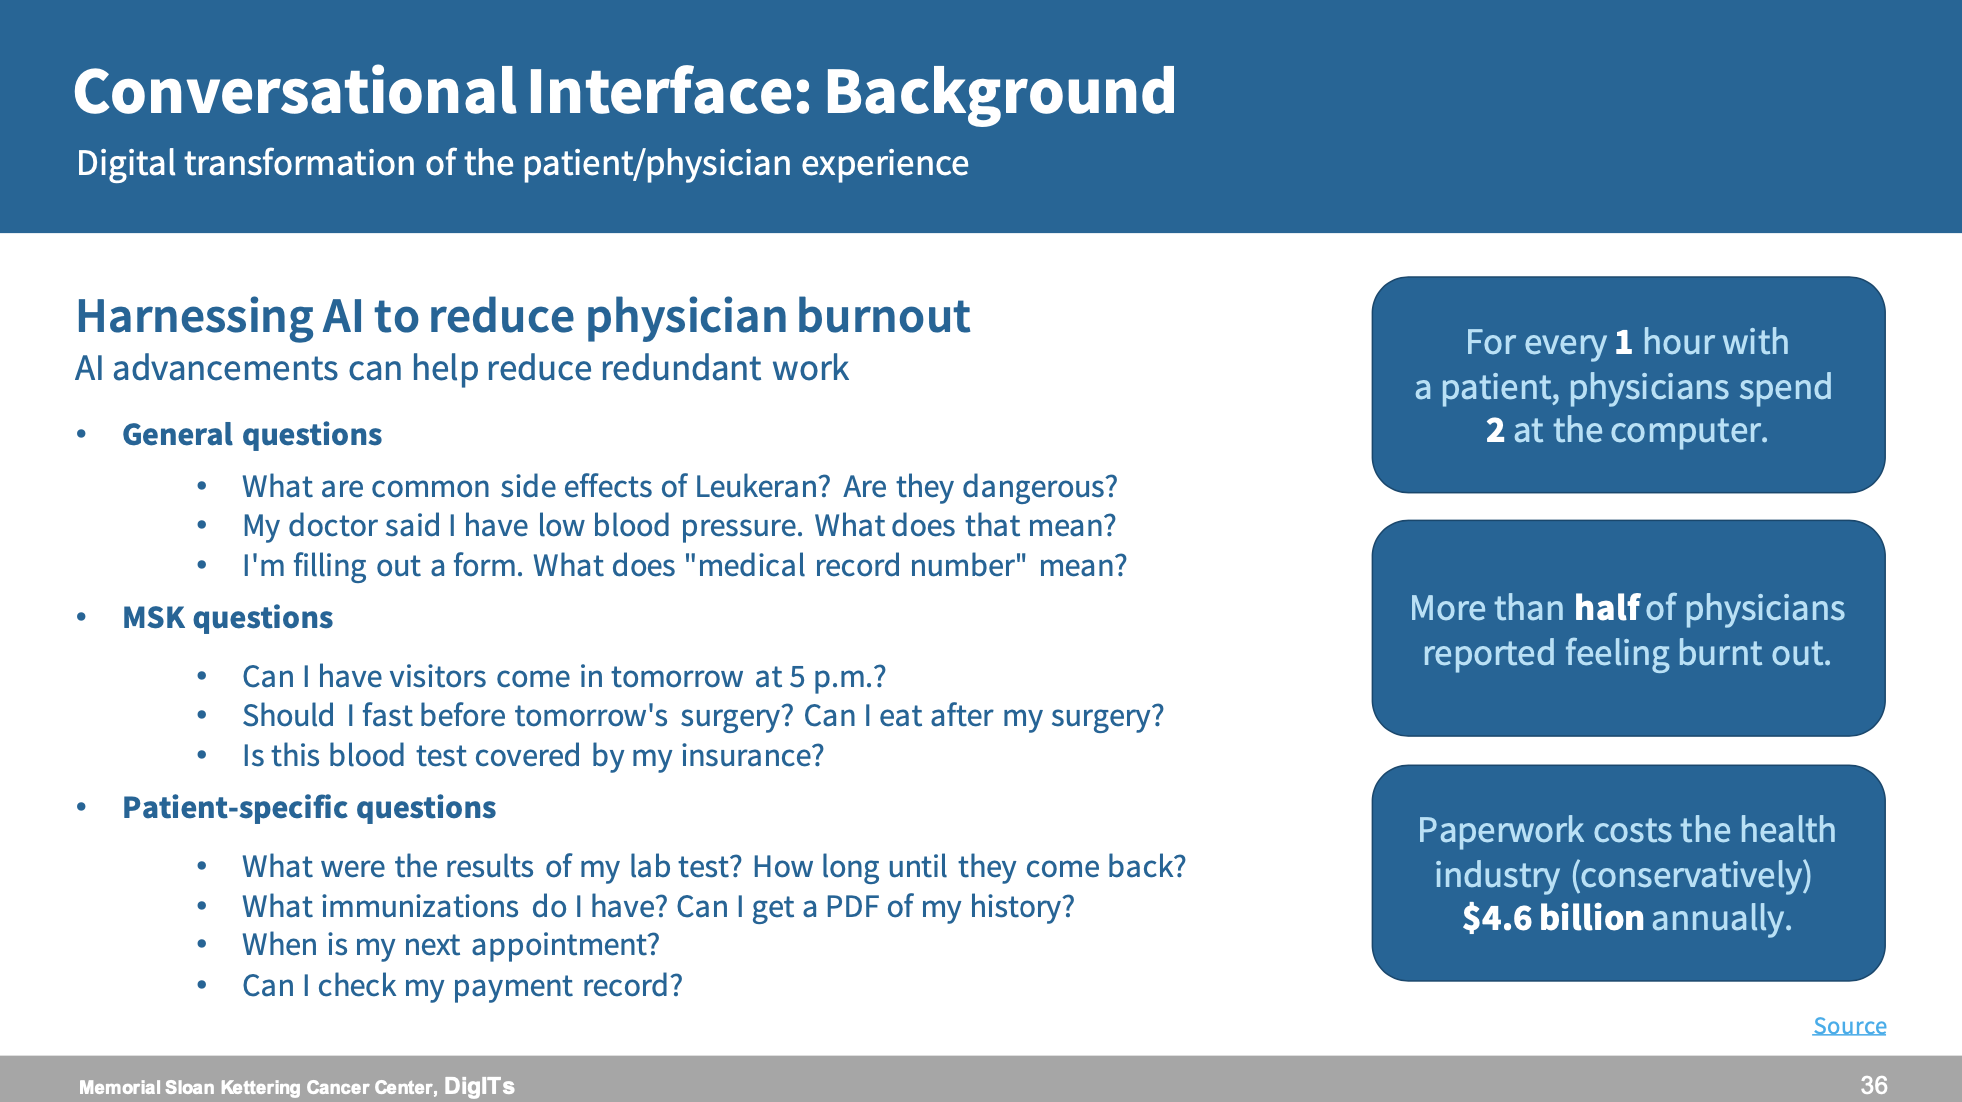 Conversational Interface: Background
Digital transformation of the patient/physician experience
Harnessing AI to reduce physician burnout
AI advancements can help reduce redundant work
• General questions
• What are common side effects of Leukeran? Are they dangerous?
• My doctor said I have low blood pressure. What does that mean?
• I'm filling out a form. What does "medical record number" mean?
• MSK questions
• Can I have visitors come in tomorrow at 5 p.m.?
• Should I fast before tomorrow's surgery? Can I eat after my surgery?
• Is this blood test covered by my insurance?
• Patient-specific questions
• What were the results of my lab test? How long until they come back?
• What immunizations do I have? Can I get a PDF of my history?
• When is my next appointment?
• Can I check my payment record?
For every 1 hour with
a patient, physicians spend
2 at the computer.
More than half of physicians
reported feeling burnt out.
Paperwork costs the health
industry (conservatively)
$4.6 billion annually.
Source
Memorial Sloan Kettering Cancer Center, DigITs
36